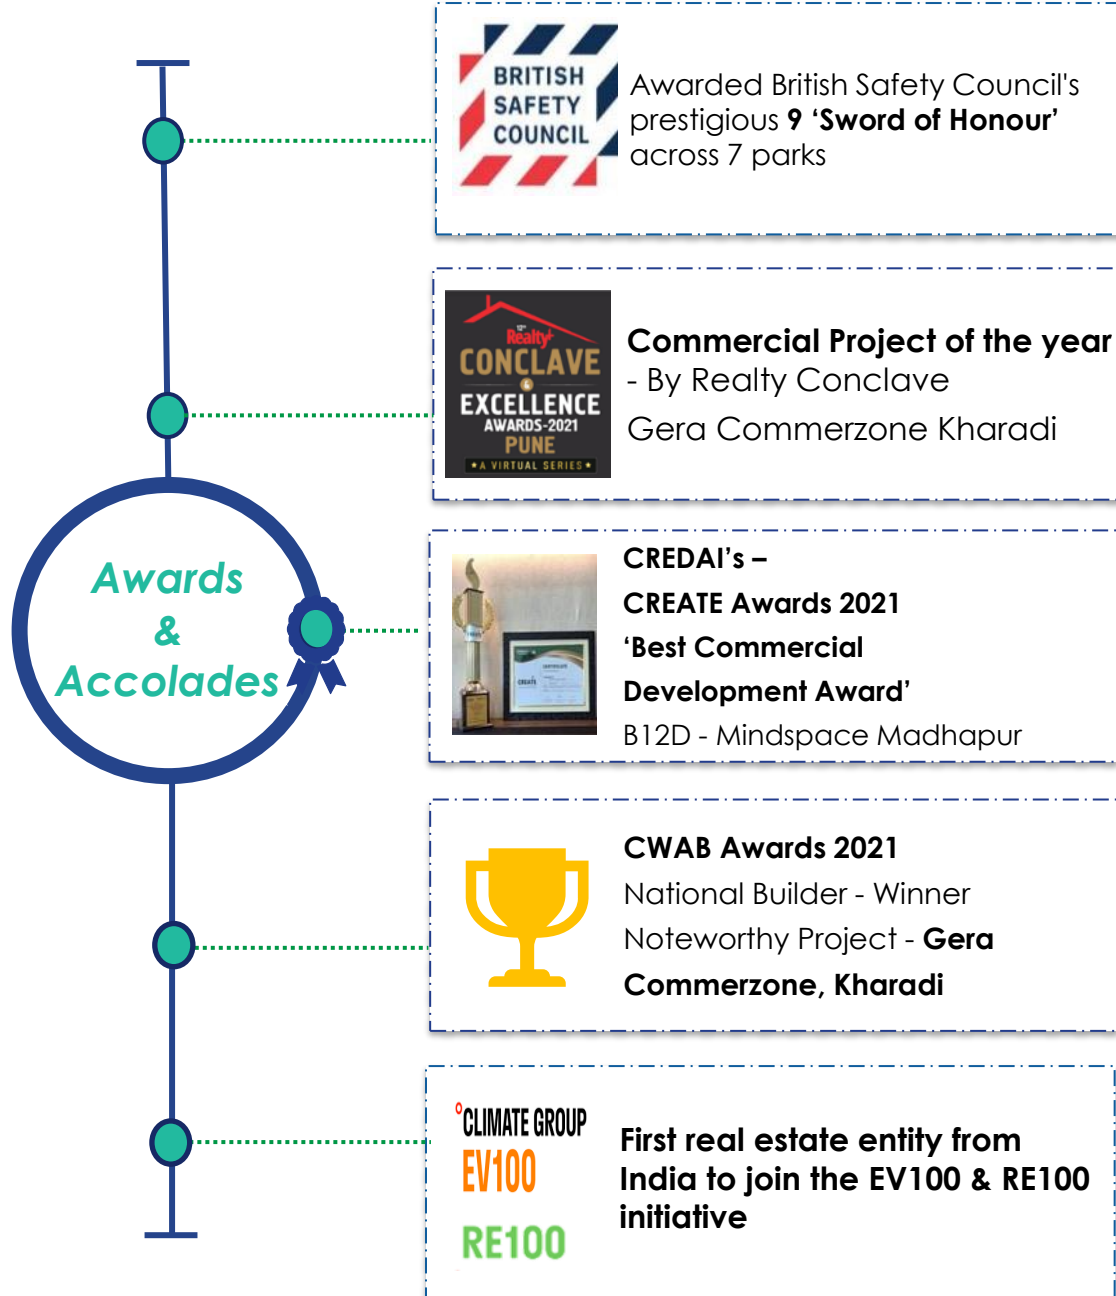 BRITISH
SAFETY
COUNCIL
Awarded British Safety Council's
prestigious 9 ‘Sword of Honour’
across 7 parks
Realty+
CONCLAVE
&
EXCELLENCE
AWARDS-2021
PUNE
★A VIRTUAL SERIES★
Commercial Project of the year
- By Realty Conclave
Gera Commerzone Kharadi
Awards
&
Accolades
CREATE
CREDAI’s –
CREATE Awards 2021
‘Best Commercial
Development Award’
B12D - Mindspace Madhapur
CWAB Awards 2021
National Builder - Winner
Noteworthy Project - Gera
Commerzone, Kharadi
°CLIMATE GROUP
EV100
RE100
First real estate entity from
India to join the EV100 & RE100
initiative